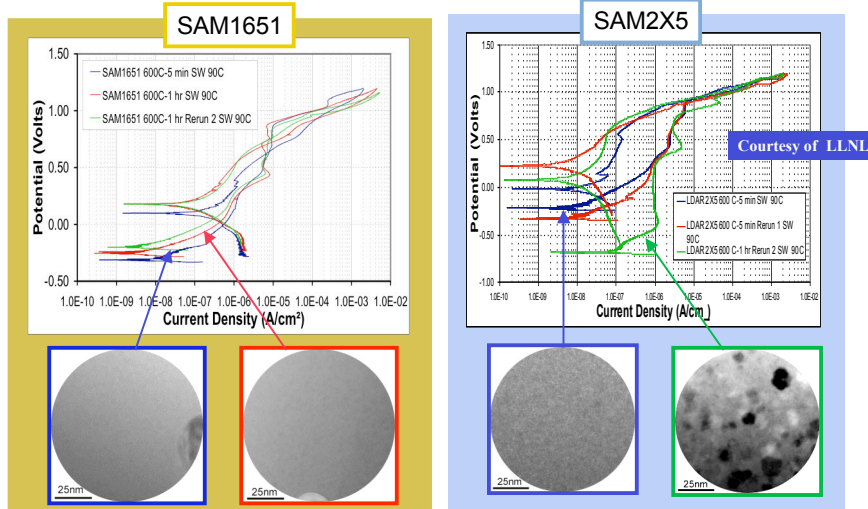 SAM1651
SAM2X5
1.50
1.00
0.50
0.00
-0.50
Potential (Volts)
SAM1651 600C-5 min SW 90C
SAM1651 600C-1 hr SW 90C
SAM1651 600C-1 hr Rerun 2 SW 90C
1.0E-10 1.0E-09 1.0E-08 1.0E-07 1.0E-06 1.0E-05 1.0E-04 1.0E-03 1.0E-02
Current Density (A/cm²)
1.50
1.00
0.50
0.00
-0.50
-1.00
Potential (Volts)
Courtesy of LLNL
LDAR2X5 600 C-5 min SW 90C
LDAR2X5 600 C-5 min Rerun 1 SW
90C
LDAR2X5 600 C-1 hr Rerun 2 SW 90C
1.0E-10 1.0E-09 1.0E-08 1.0E-07 1.0E-06 1.0E-05 1.0E-04 1.0E-03 1.0E-02
Current Density (A/cm_)
25nm
25nm
25nm
25nm